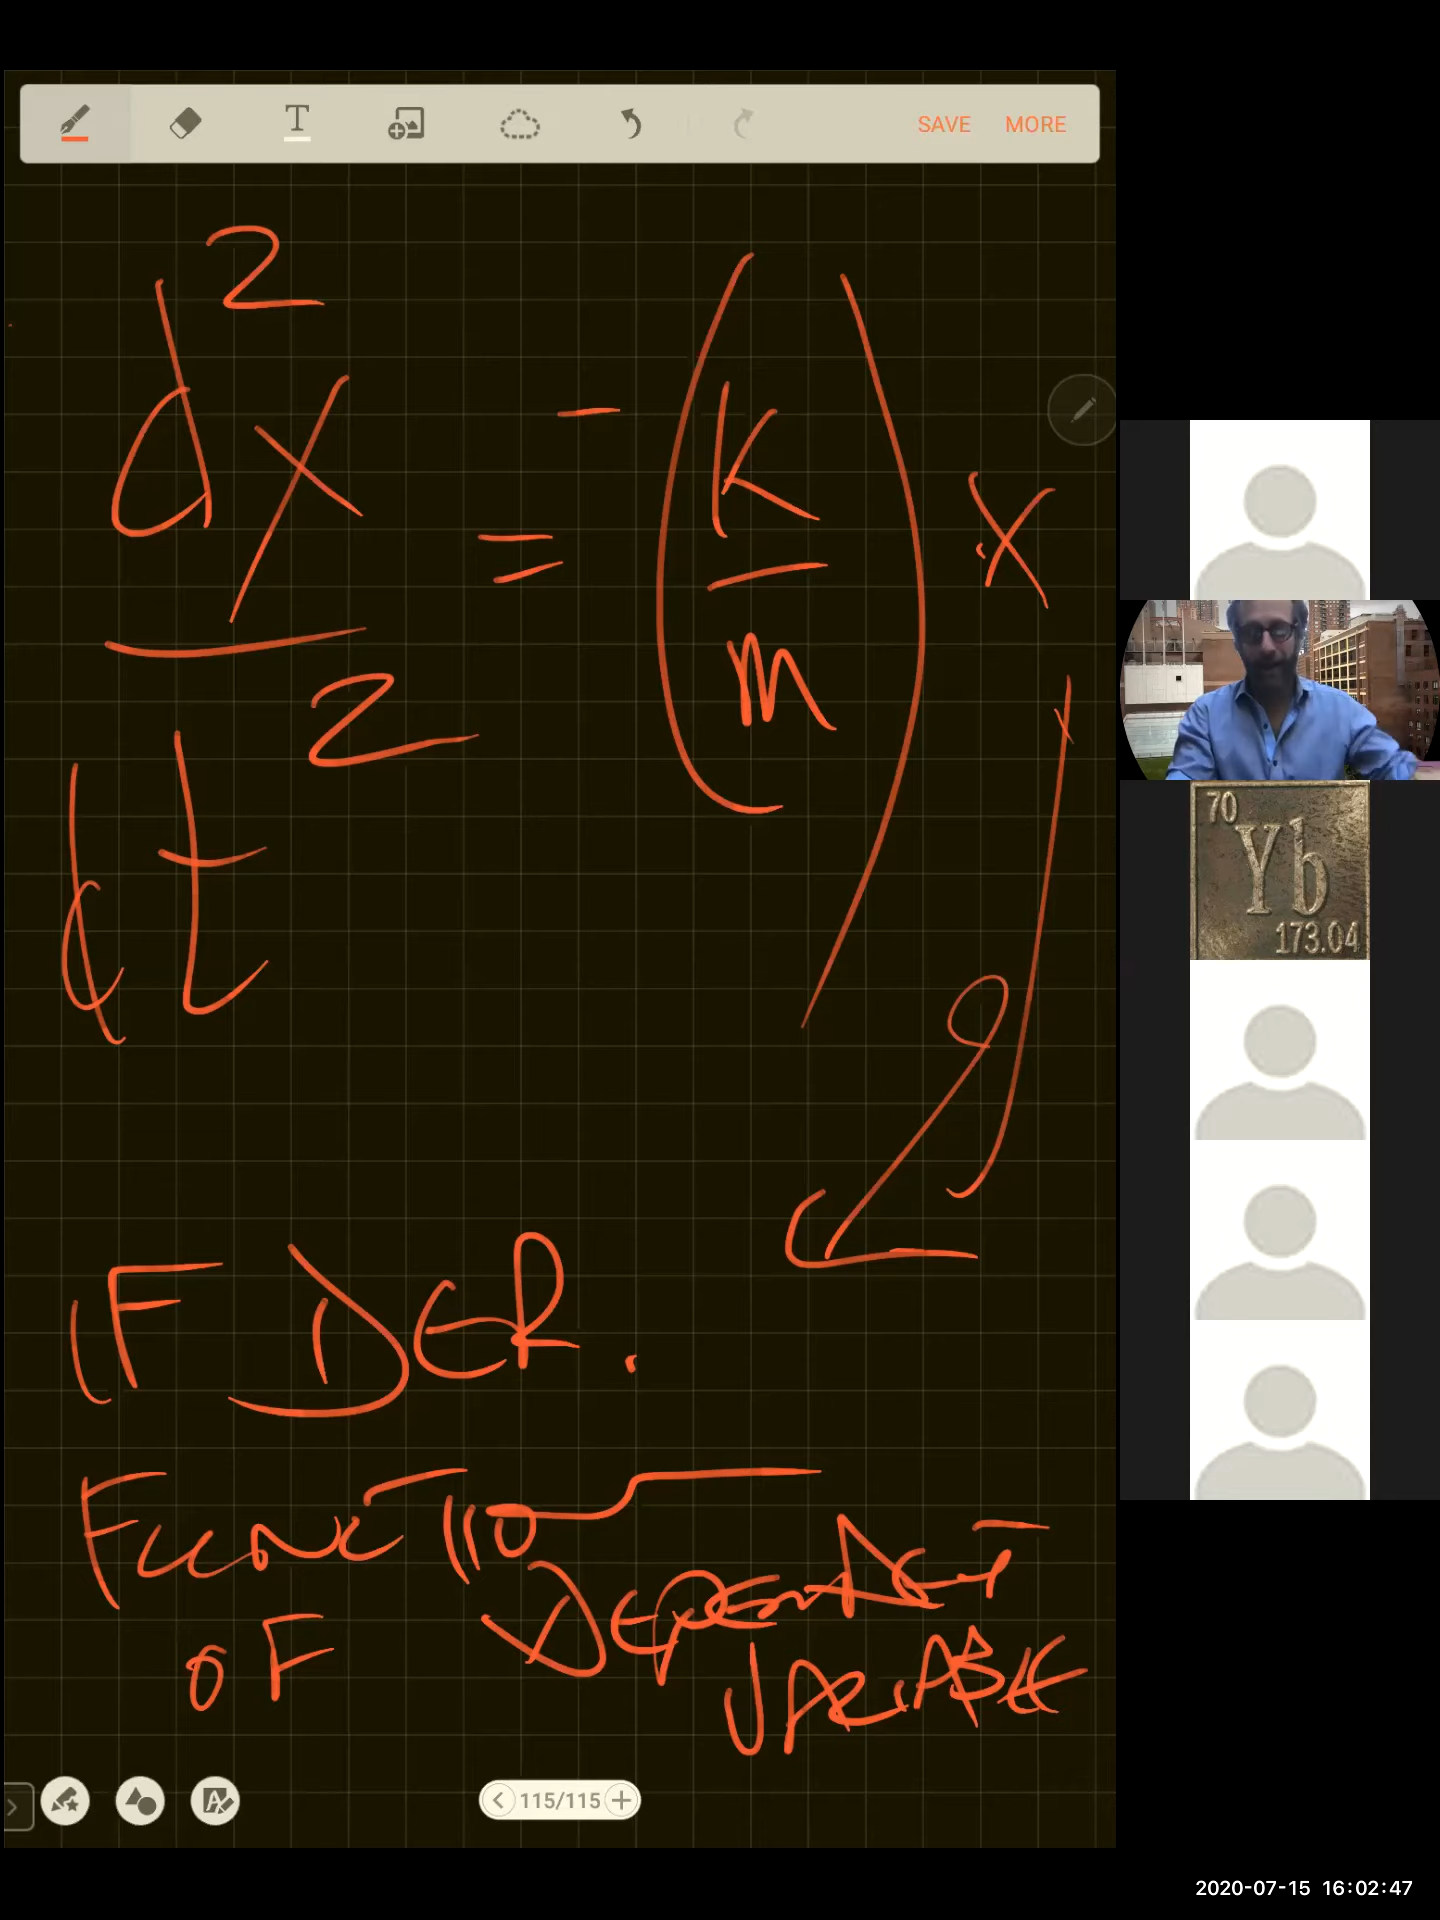 SAVE MORE
d²x
dt²
= - (k/m) x
IF DER.
FUNCTIO
OF DEPENDENT
VARIABLE
70
Yb
173.04
115/115
2020-07-15 16:02:47